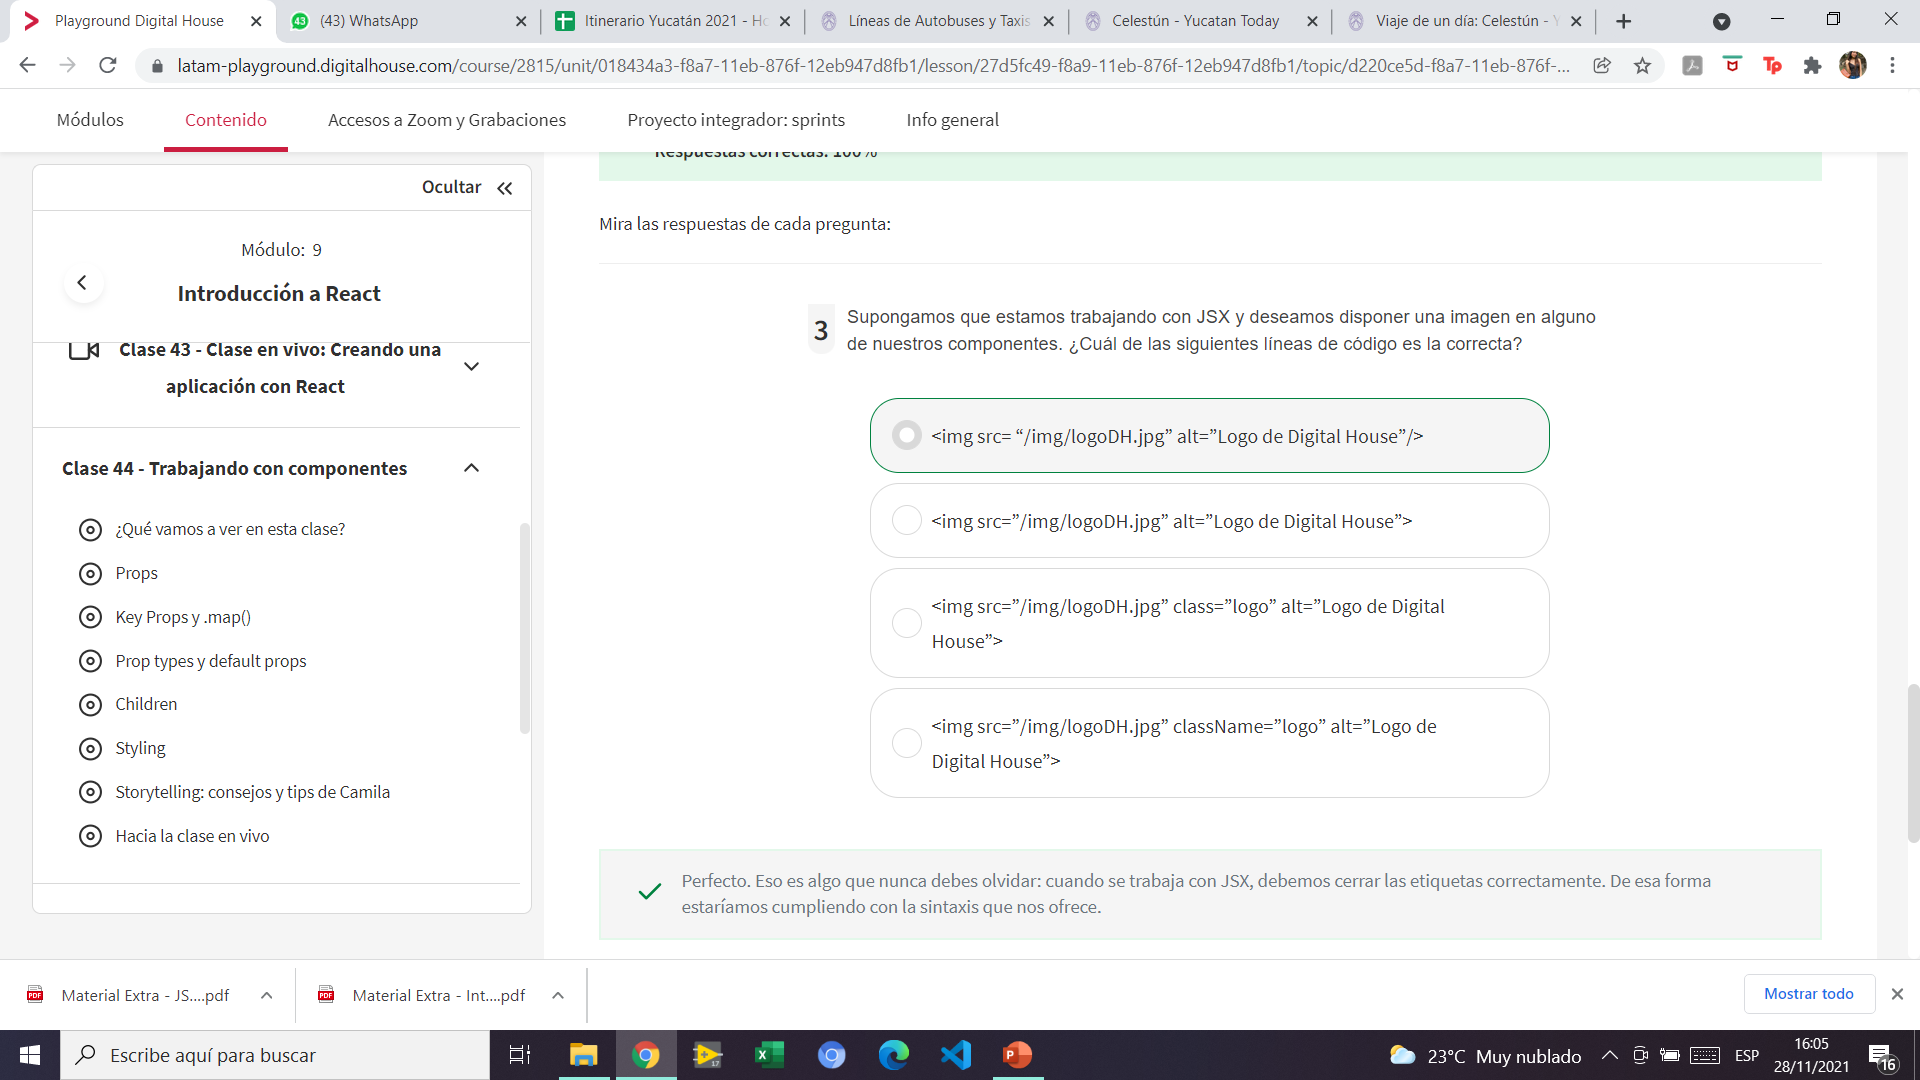 Playground Digital House
43
(43) WhatsApp
Itinerario Yucatán 2021 - Ho
Líneas de Autobuses y Taxis
Celestún - Yucatan Today
Viaje de un día: Celestún - Y
latam-playground.digitalhouse.com/course/2815/unit/018434a3-f8a7-11eb-876f-12eb947d8fb1/lesson/27d5fc49-f8a9-11eb-876f-12eb947d8fb1/topic/d220ce5d-f8a7-11eb-876f-...
Tp
Módulos
Contenido
Accesos a Zoom y Grabaciones
Proyecto integrador: sprints
Info general
Respuestas correctas: 100%
Ocultar
Mira las respuestas de cada pregunta:
Módulo: 9
Introducción a React
Clase 43 - Clase en vivo: Creando una
aplicación con React
Clase 44 - Trabajando con componentes
¿Qué vamos a ver en esta clase?
Props
Key Props y .map()
Prop types y default props
Children
Styling
Storytelling: consejos y tips de Camila
Hacia la clase en vivo
3
Supongamos que estamos trabajando con JSX y deseamos disponer una imagen en alguno
de nuestros componentes. ¿Cuál de las siguientes líneas de código es la correcta?
<img src= “/img/logoDH.jpg” alt=”Logo de Digital House”/>
<img src=”/img/logoDH.jpg” alt=”Logo de Digital House”>
<img src=”/img/logoDH.jpg” class=”logo” alt=”Logo de Digital
House”>
<img src=”/img/logoDH.jpg” className=”logo” alt=”Logo de
Digital House”>
Perfecto. Eso es algo que nunca debes olvidar: cuando se trabaja con JSX, debemos cerrar las etiquetas correctamente. De esa forma
estaríamos cumpliendo con la sintaxis que nos ofrece.
PDF
Material Extra - JS....pdf
PDF
Material Extra - Int....pdf
Mostrar todo
Escribe aquí para buscar
23°C Muy nublado
ESP
16:05
28/11/2021
16